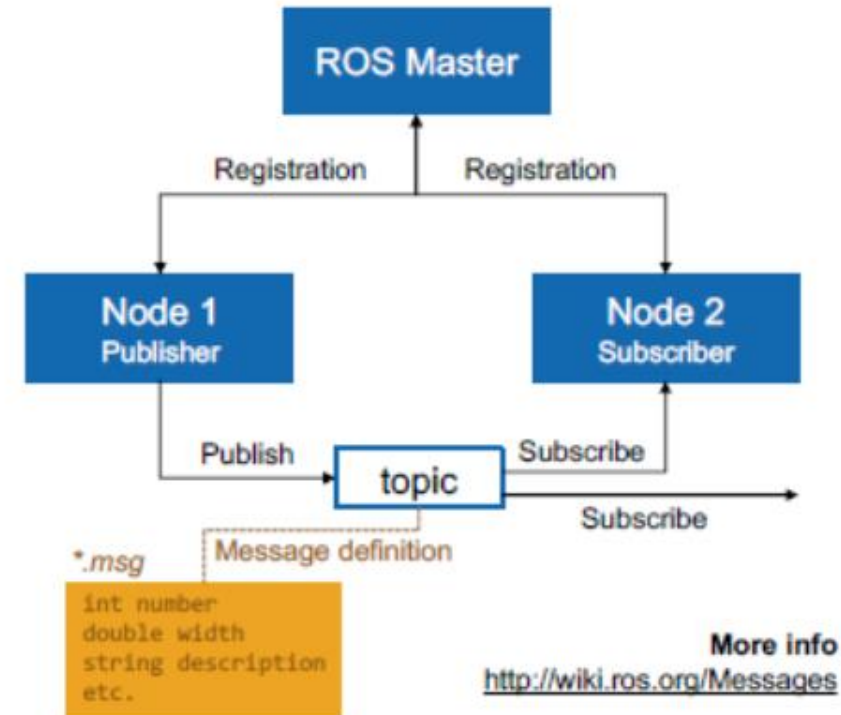 ROS Master
Registration
Registration
Node 1
Publisher
Node 2
Subscriber
Publish
topic
Subscribe
Subscribe
*.msg
Message definition
int number
double width
string description
etc.
More info
http://wiki.ros.org/Messages